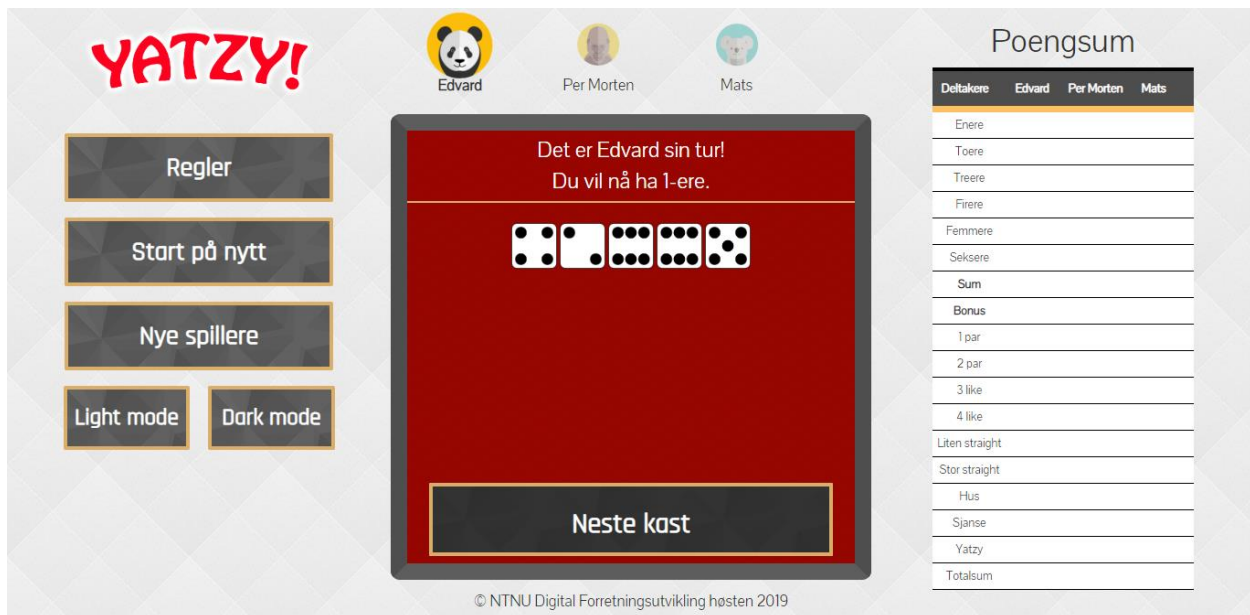 YATZY!
Regler
Start på nytt
Nye spillere
Light mode
Dark mode
Edvard
Per Morten
Mats
Det er Edvard sin tur!
Du vil nå ha 1-ere.
Neste kast
© NTNU Digital Forretningsutvikling høsten 2019
Poengsum
Deltakere Edvard Per Morten Mats
Enere
Toere
Treere
Firere
Femmere
Seksere
Sum
Bonus
1 par
2 par
3 like
4 like
Liten straight
Stor straight
Hus
Sjanse
Yatzy
Totalsum